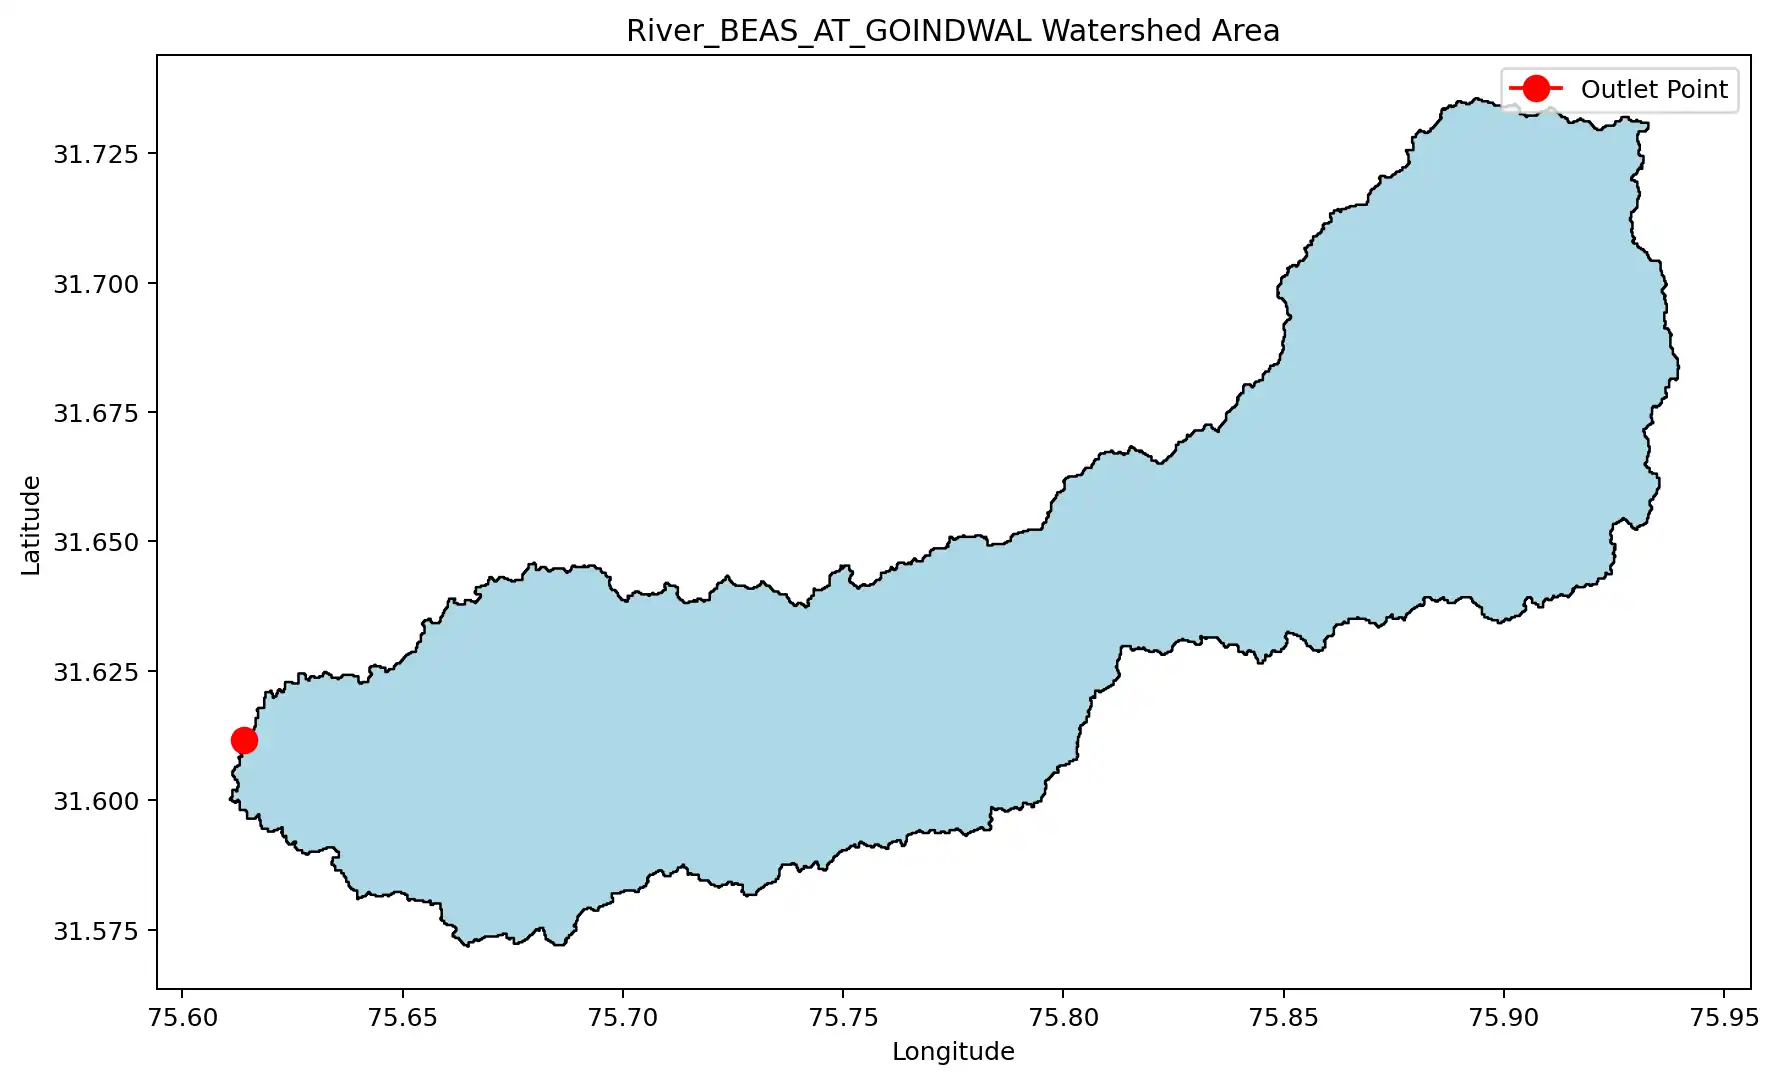 River_BEAS_AT_GOINDWAL Watershed Area
Outlet Point
31.725
31.700
31.675
31.650
31.625
31.600
31.575
Latitude
75.60 75.65 75.70 75.75 75.80 75.85 75.90 75.95
Longitude